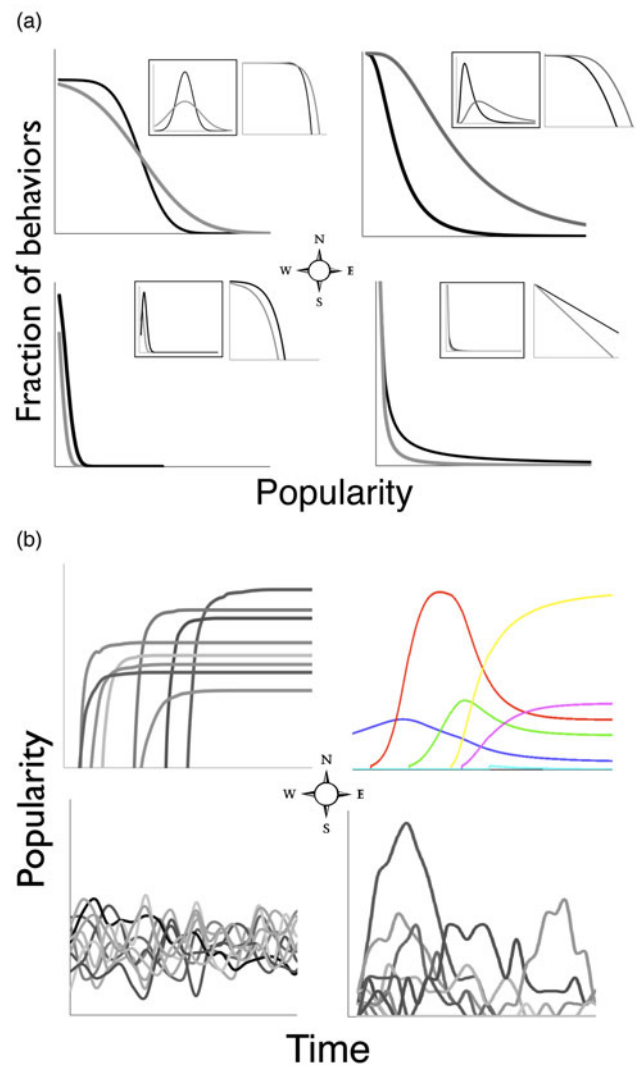 (a)
Fraction of behaviors
N
W E
S
Popularity
(b)
Popularity
N
W E
S
Time